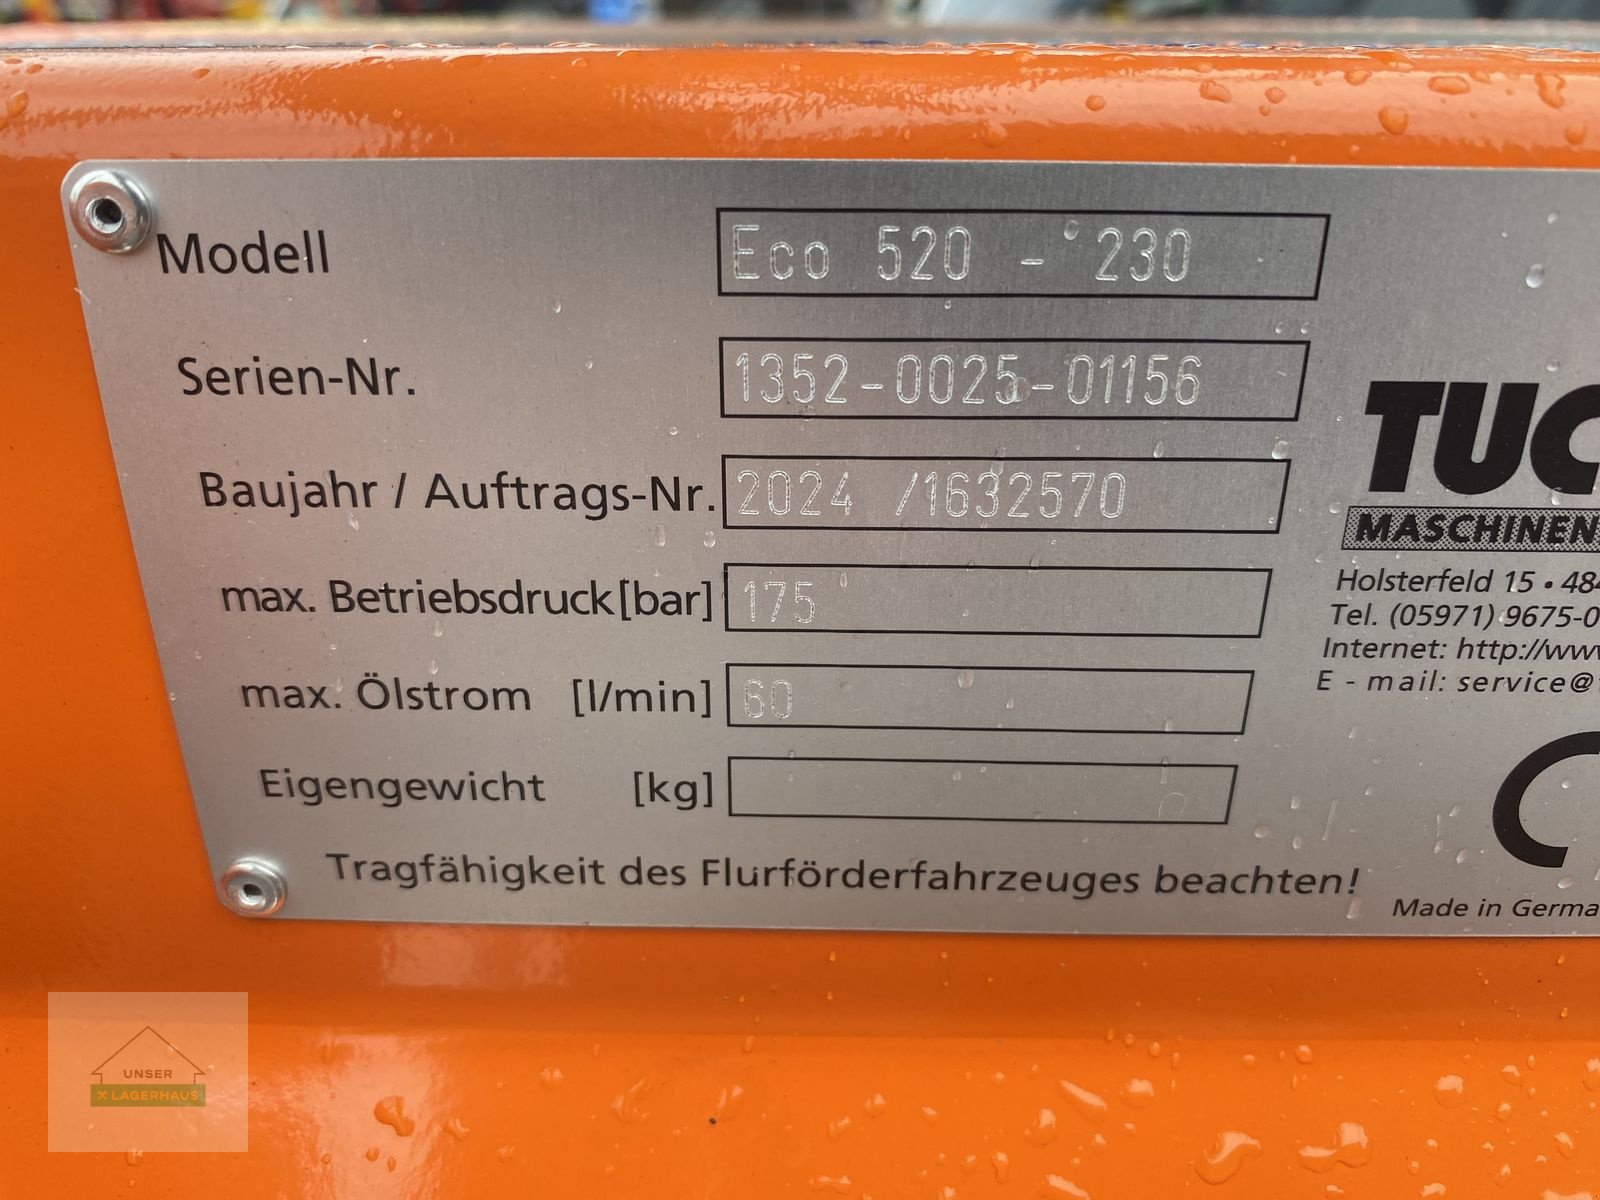 Modell Eco 520 - 230
Serien-Nr. 1352-0025-01156
Baujahr / Auftrags-Nr. 2024 /1632570
max. Betriebsdruck [bar] 175
max. Ölstrom [l/min] 60
Eigengewicht [kg]
Tragfähigkeit des Flurförderfahrzeuges beachten!
TUC
MASCHINEN
Holsterfeld 15 • 484
Tel. (05971) 9675-0
Internet: http://www
E - mail: service@
Made in Germa
UNSER
X LAGERHAUS